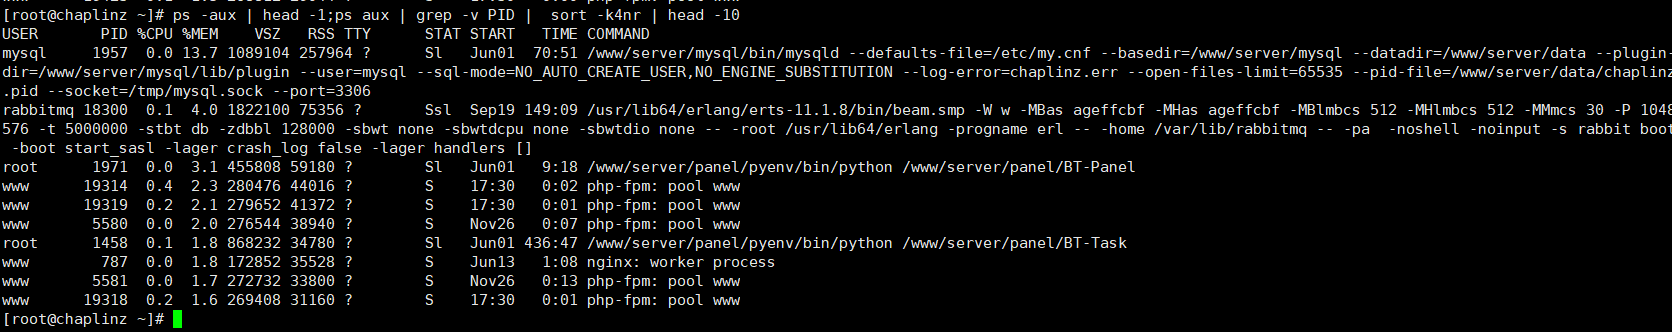 [root@chaplinz ~]# ps -aux | head -1;ps aux | grep -v PID |  sort -k4nr | head -10
USER       PID %CPU %MEM    VSZ   RSS TTY      STAT START   TIME COMMAND
mysql     1957  0.0 13.7 1089104 257964 ?      Sl   Jun01  70:51 /www/server/mysql/bin/mysqld --defaults-file=/etc/my.cnf --basedir=/www/server/mysql --datadir=/www/server/data --plugin-
dir=/www/server/mysql/lib/plugin --user=mysql --sql-mode=NO_AUTO_CREATE_USER,NO_ENGINE_SUBSTITUTION --log-error=chaplinz.err --open-files-limit=65535 --pid-file=/www/server/data/chaplinz
.pid --socket=/tmp/mysql.sock --port=3306
rabbitmq 18300  0.1  4.0 1822100 75356 ?       Ssl  Sep19 149:09 /usr/lib64/erlang/erts-11.1.8/bin/beam.smp -W w -MBas ageffcbf -MHas ageffcbf -MBlmbcs 512 -MHlmbcs 512 -MMmcs 30 -P 1048
576 -t 5000000 -stbt db -zdbbl 128000 -sbwt none -sbwtdcpu none -sbwtdio none -- -root /usr/lib64/erlang -progname erl -- -home /var/lib/rabbitmq -- -pa  -noshell -noinput -s rabbit boot
 -boot start_sasl -lager crash_log false -lager handlers []
root      1971  0.0  3.1 455808 59180 ?        Sl   Jun01   9:18 /www/server/panel/pyenv/bin/python /www/server/panel/BT-Panel
www      19314  0.4  2.3 280476 44016 ?        S    17:30   0:02 php-fpm: pool www
www      19319  0.2  2.1 279652 41372 ?        S    17:30   0:01 php-fpm: pool www
www       5580  0.0  2.0 276544 38940 ?        S    Nov26   0:07 php-fpm: pool www
root      1458  0.1  1.8 868232 34780 ?        Sl   Jun01 436:47 /www/server/panel/pyenv/bin/python /www/server/panel/BT-Task
www        787  0.0  1.8 172852 35528 ?        S    Jun13   1:08 nginx: worker process
www       5581  0.0  1.7 272732 33800 ?        S    Nov26   0:13 php-fpm: pool www
www      19318  0.2  1.6 269408 31160 ?        S    17:30   0:01 php-fpm: pool www
[root@chaplinz ~]#